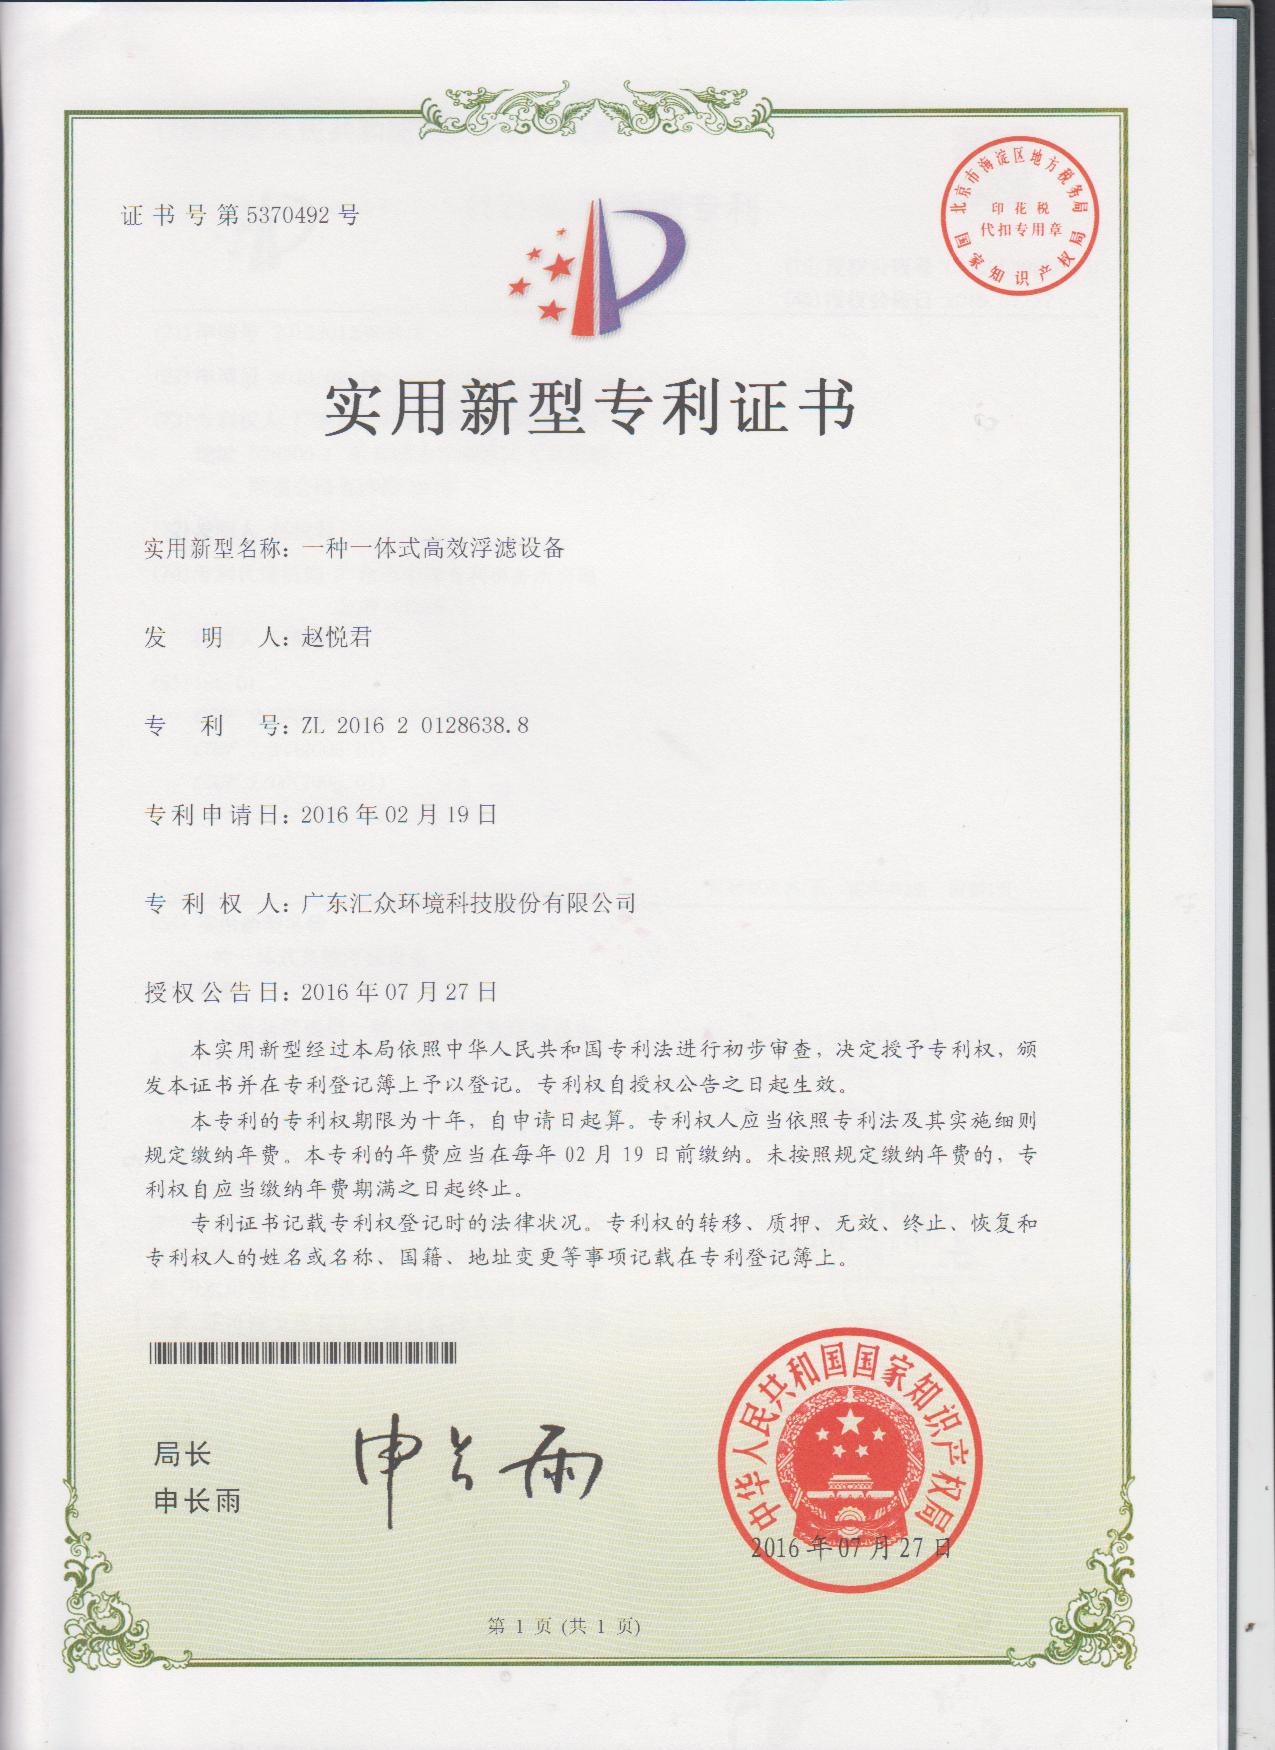 证书号第5370492号
北京市海淀区地方税务局
印花税
代扣专用章
国家知识产权局
实用新型专利证书
实用新型名称：一种一体式高效浮滤设备
发明人：赵悦君
专利号：ZL 2016 2 0128638.8
专利申请日：2016年02月19日
专利权人：广东汇众环境科技股份有限公司
授权公告日：2016年07月27日
本实用新型经过本局依照中华人民共和国专利法进行初步审查，决定授予专利权，颁
发本证书并在专利登记簿上予以登记。专利权自授权公告之日起生效。
本专利的专利权期限为十年，自申请日起算。专利权人应当依照专利法及其实施细则
规定缴纳年费。本专利的年费应当在每年02月19日前缴纳。未按照规定缴纳年费的，专
利权自应当缴纳年费期满之日起终止。
专利证书记载专利权登记时的法律状况。专利权的转移、质押、无效、终止、恢复和
专利权人的姓名或名称、国籍、地址变更等事项记载在专利登记簿上。
局长
申长雨
申长雨
中华人民共和国国家知识产权局
2016年07月27日
第 1 页 (共 1 页)